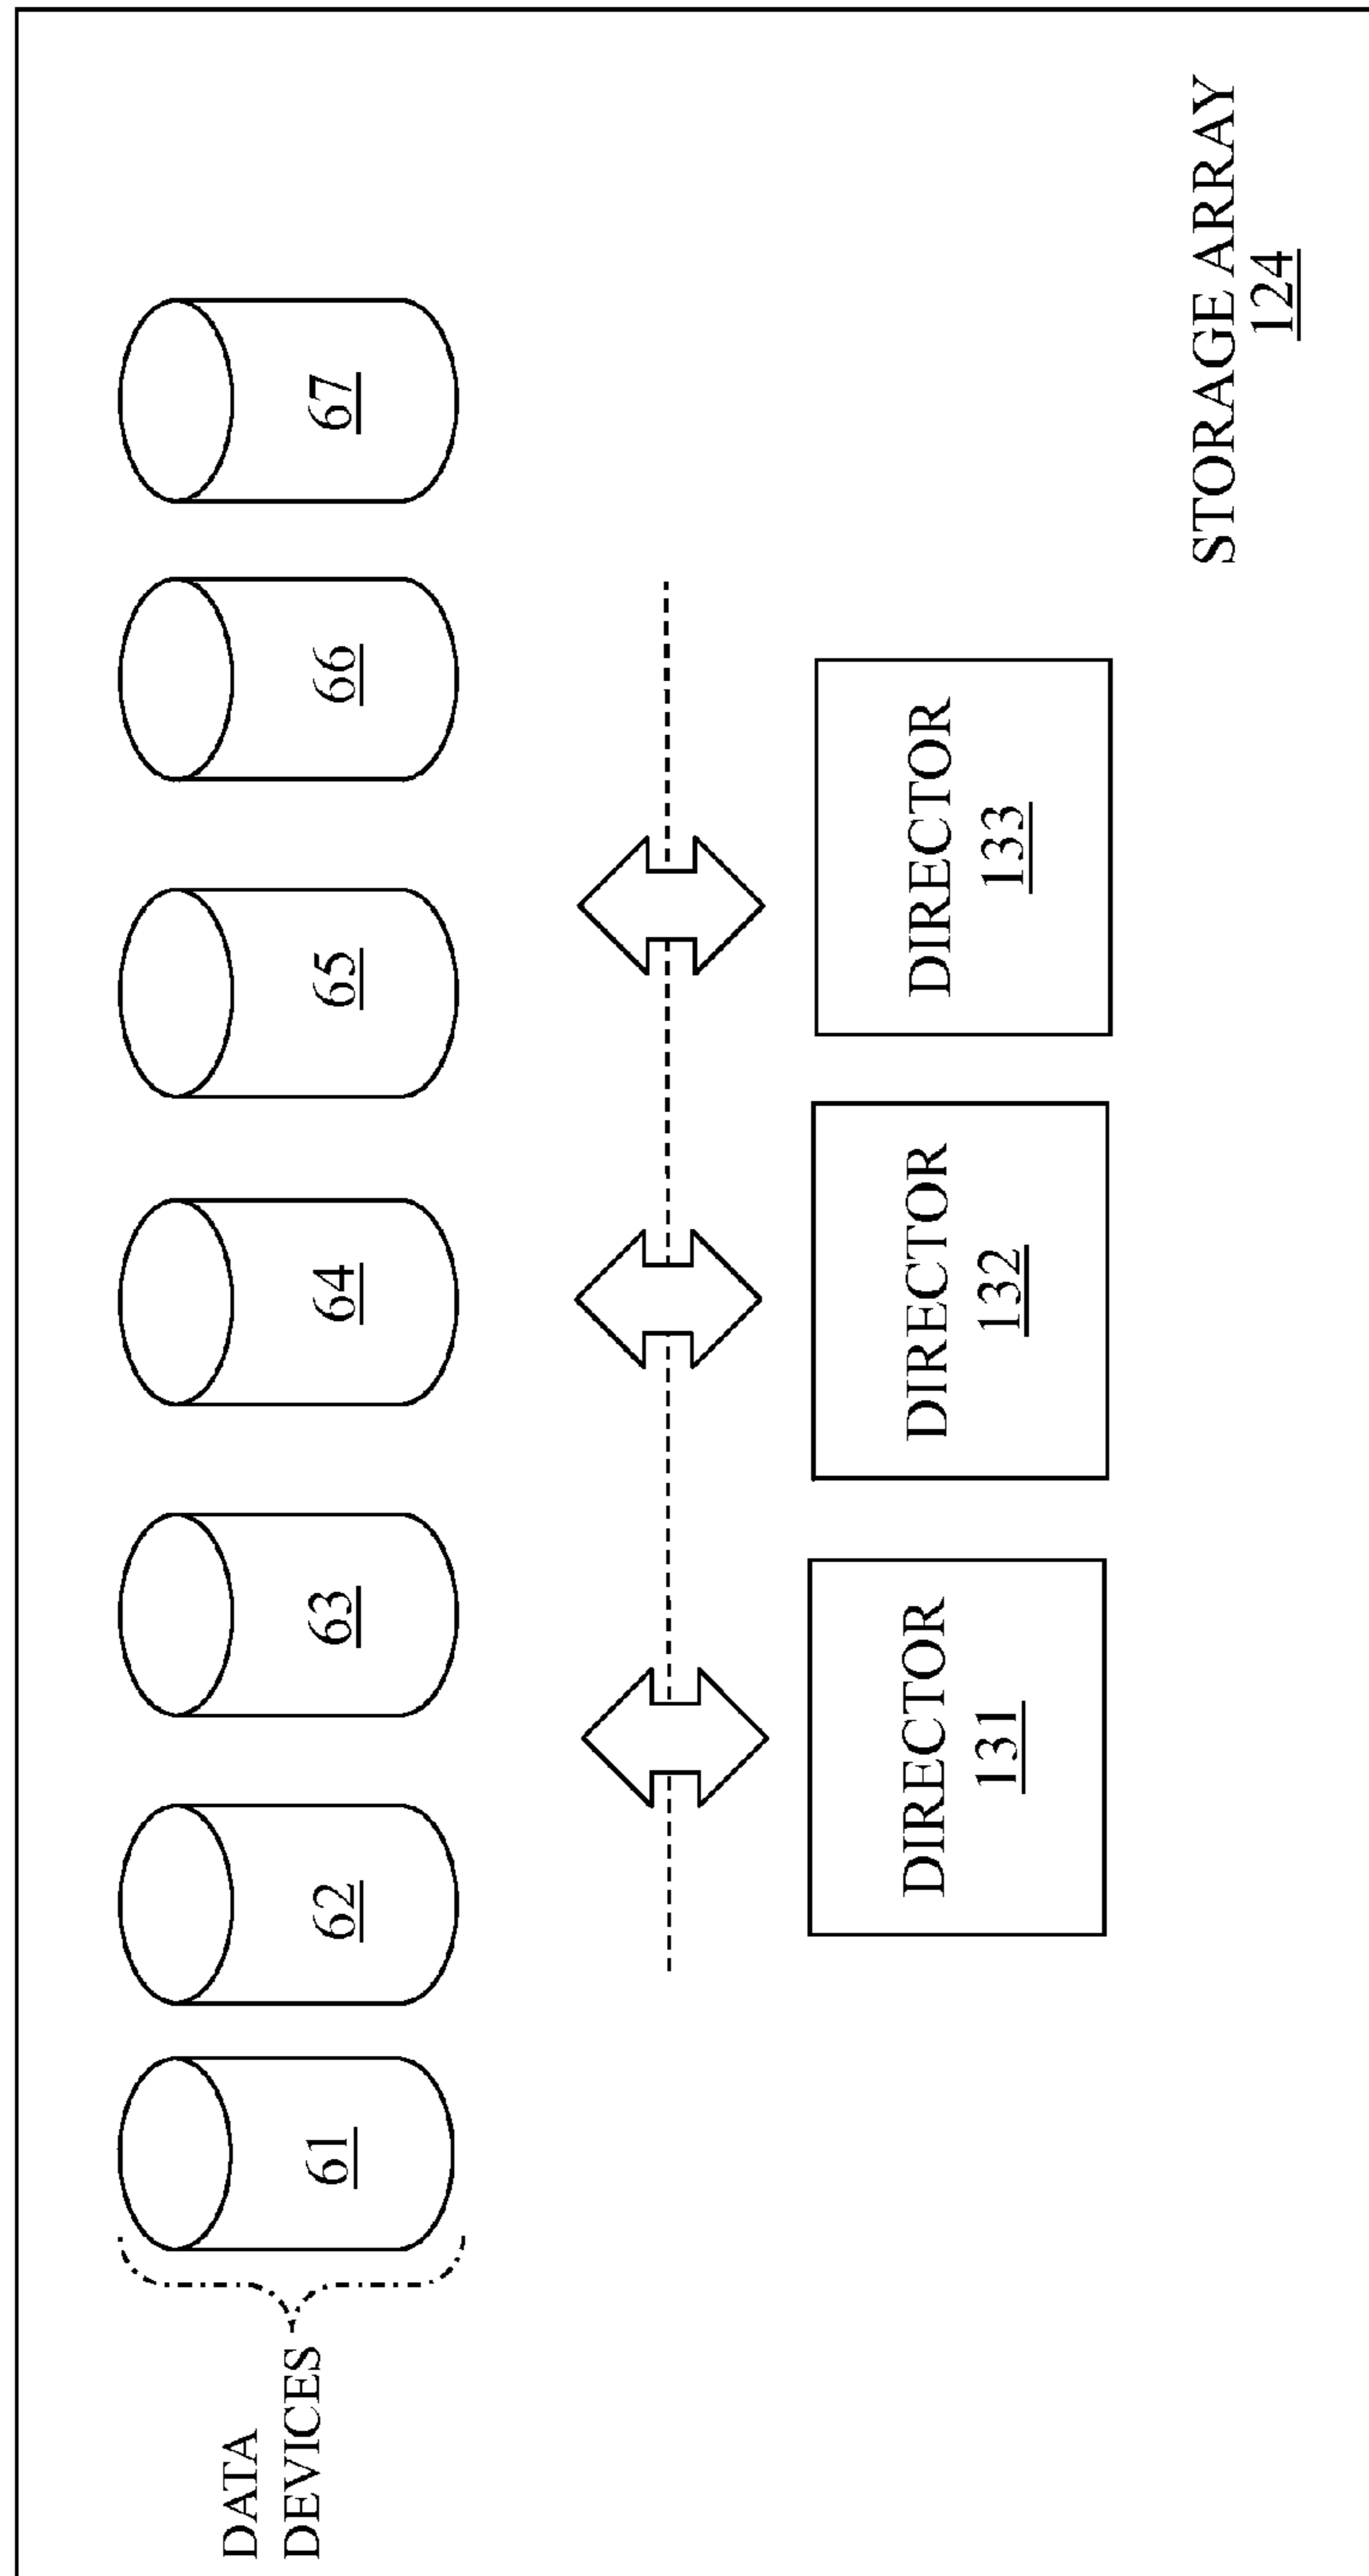 DATA
DEVICES
61
62
63
64
65
66
67
DIRECTOR
131
DIRECTOR
132
DIRECTOR
133
STORAGE ARRAY
124